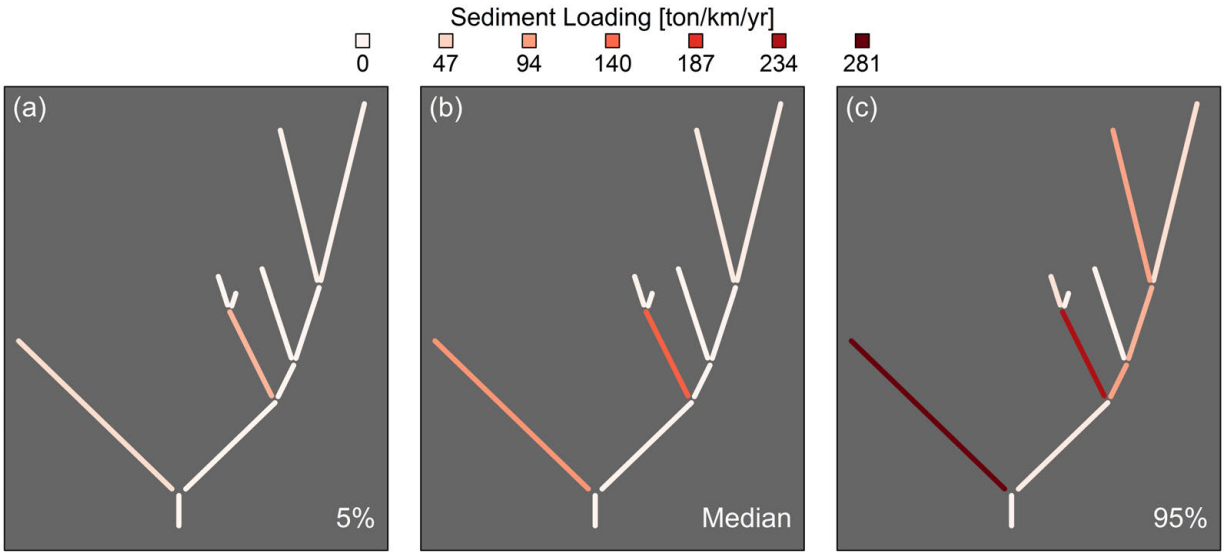 Sediment Loading [ton/km/yr]
0 47 94 140 187 234 281
(a) (b) (c)
5% Median 95%